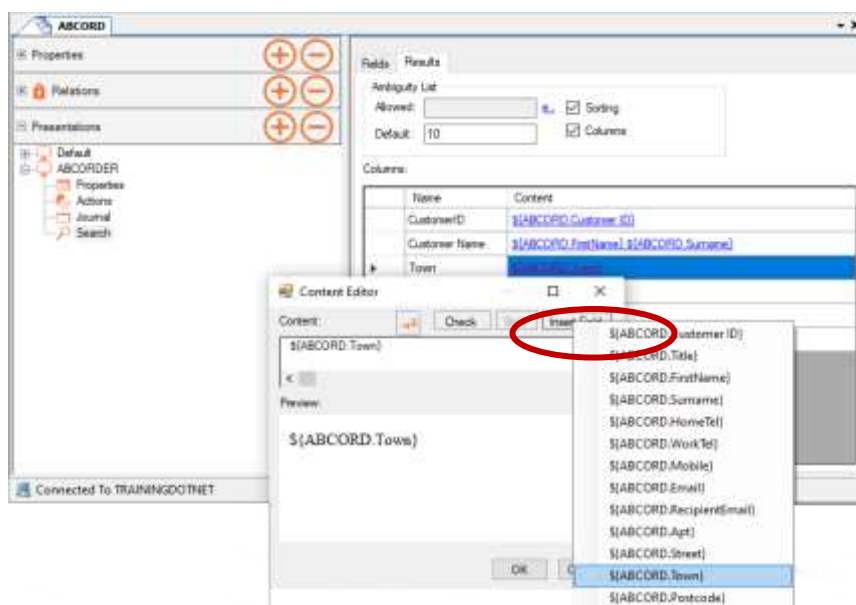 ABCORD
Properties
Relations
Presentations
Default
ABCORDER
Properties
Actions
Journal
Search
Fields Results
Ambiguity List
Allowed: Sorting
Default: 10 Columns
Columns:
Name Content
CustomerID ${ABCORD.Customer ID}
Customer Name ${ABCORD.FirstName} ${ABCORD.Surname}
Town
Content Editor
Content: Check Insert Field
${ABCORD.Town}
Preview:
${ABCORD.Town}
OK
${ABCORD.Customer ID}
${ABCORD.Title}
${ABCORD.FirstName}
${ABCORD.Surname}
${ABCORD.HomeTel}
${ABCORD.WorkTel}
${ABCORD.Mobile}
${ABCORD.Email}
${ABCORD.RecipientEmail}
${ABCORD.Apt}
${ABCORD.Street}
${ABCORD.Town}
${ABCORD.Postcode}
Connected To TRAININGDOTNET